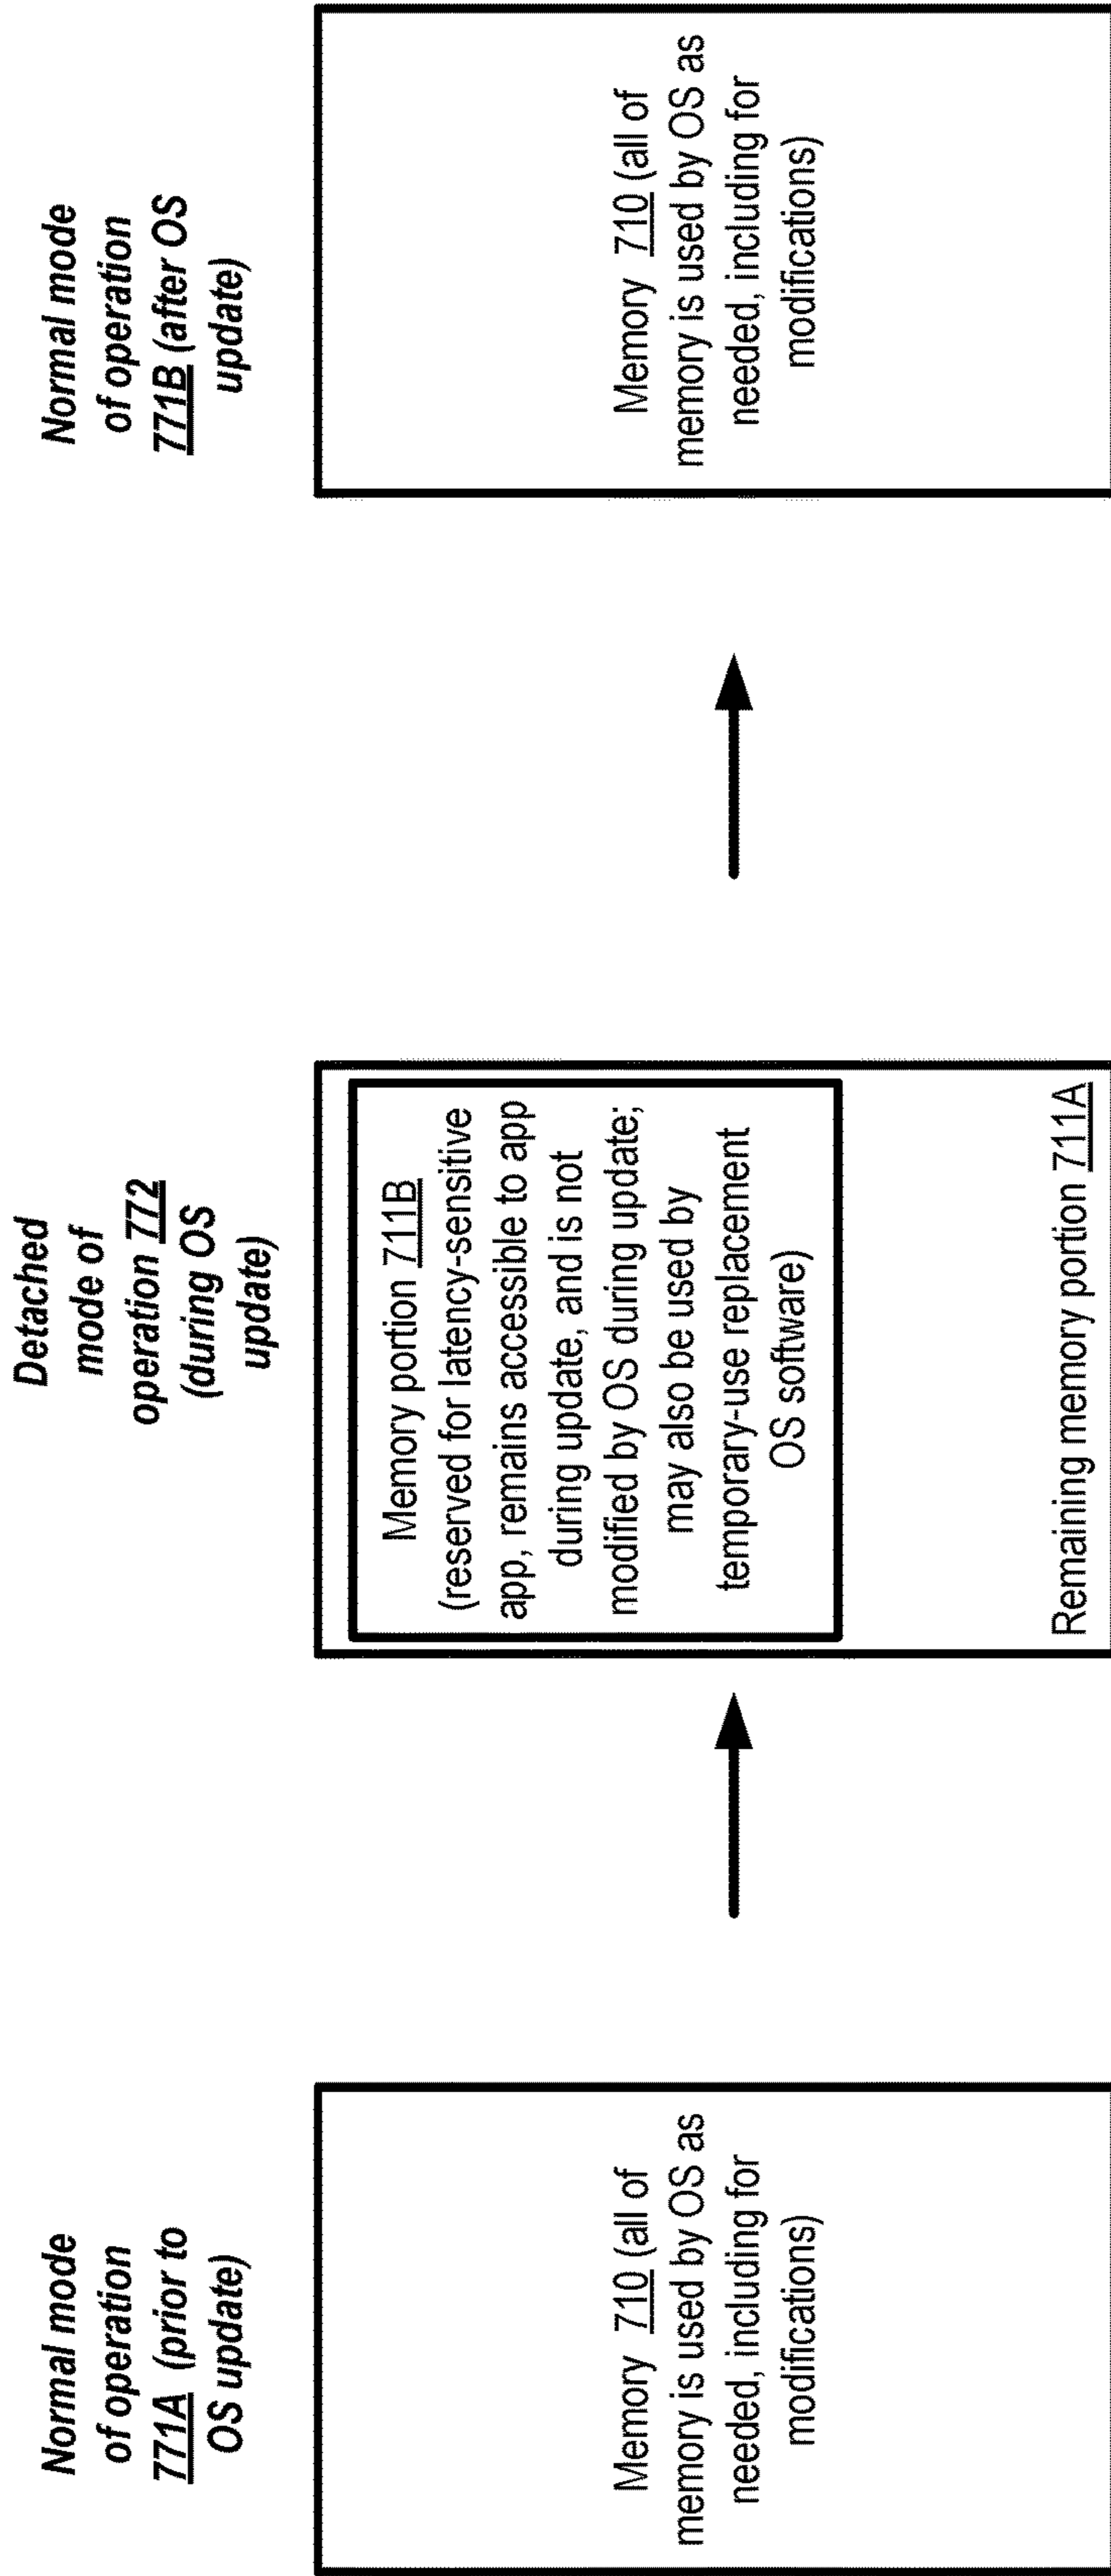 Normal mode
of operation
771A (prior to
OS update)
Memory 710 (all of
memory is used by OS as
needed, including for
modifications)
Detached
mode of
operation 772
(during OS
update)
Memory portion 711B
(reserved for latency-sensitive
app, remains accessible to app
during update, and is not
modified by OS during update;
may also be used by
temporary-use replacement
OS software)
Remaining memory portion 711A
Normal mode
of operation
771B (after OS
update)
Memory 710 (all of
memory is used by OS as
needed, including for
modifications)